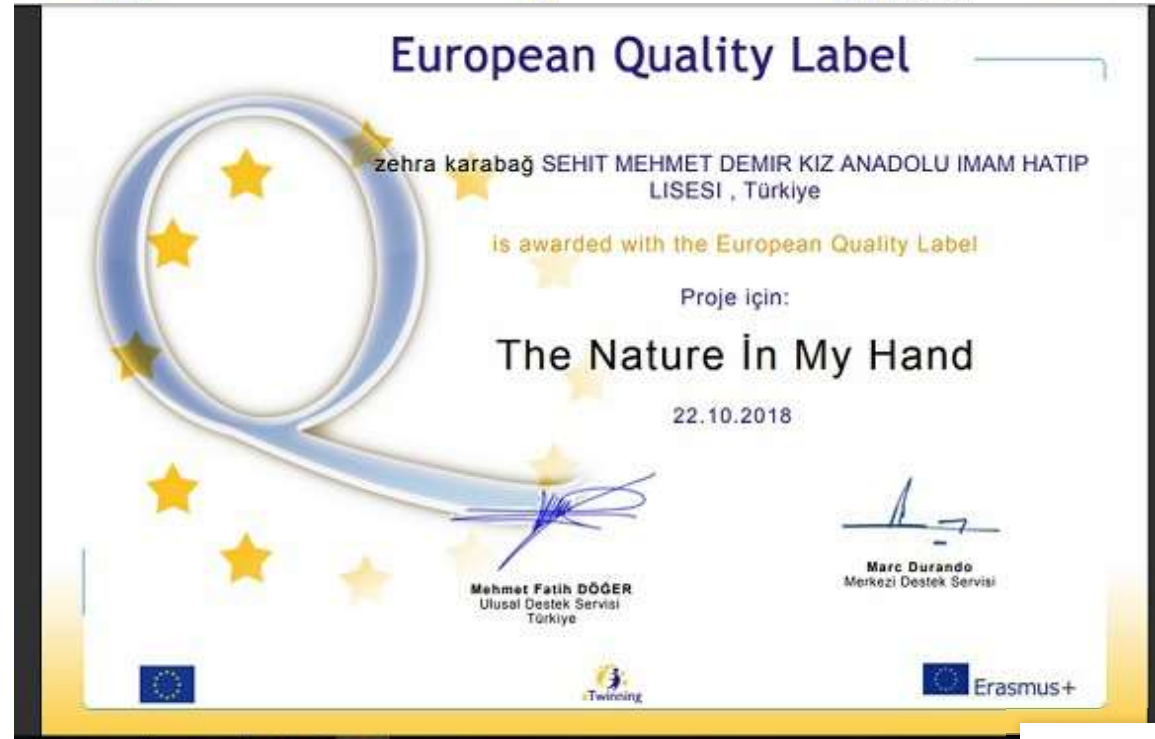 European Quality Label
zehra karabağ SEHIT MEHMET DEMIR KIZ ANADOLU IMAM HATIP
LISESI , Türkiye
is awarded with the European Quality Label
Proje için:
The Nature İn My Hand
22.10.2018
Mehmet Fatih DÖĞER
Ulusal Destek Servisi
Türkiye
Marc Durando
Merkezi Destek Servisi
eTwinning
Erasmus+